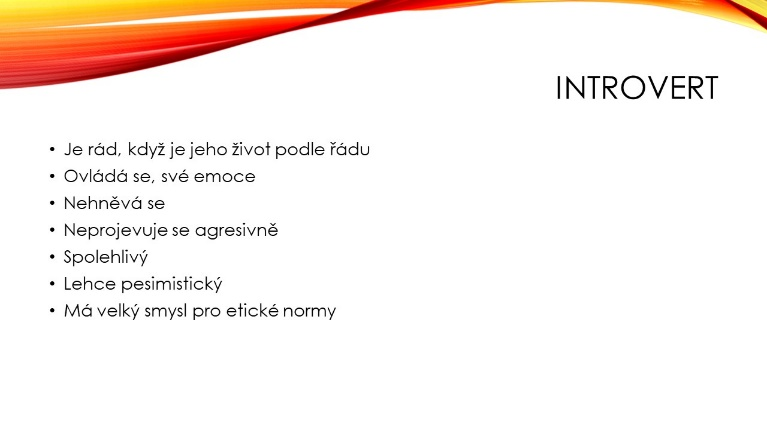 INTROVERT
• Je rád, když je jeho život podle řádu
• Ovládá se, své emoce
• Nehněvá se
• Neprojevuje se agresivně
• Spolehlivý
• Lehce pesimistický
• Má velký smysl pro etické normy